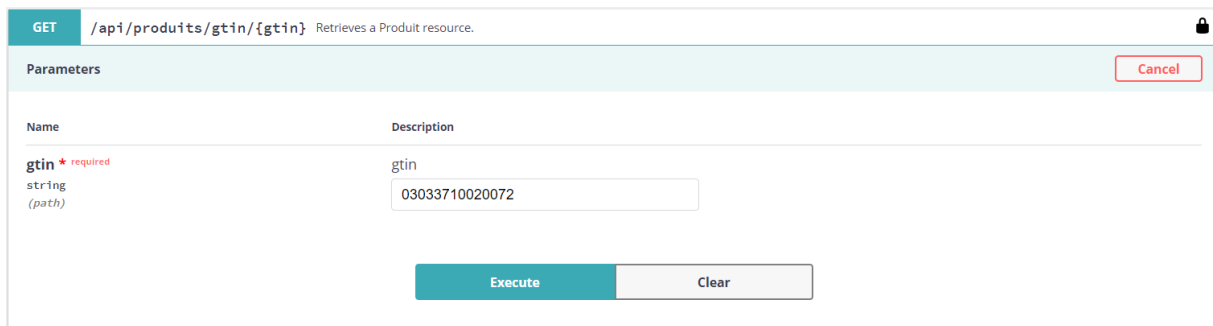 GET /api/produits/gtin/{gtin} Retrieves a Produit resource.
Parameters Cancel
Name Description
gtin * required gtin
string
03033710020072
(path)
Execute Clear